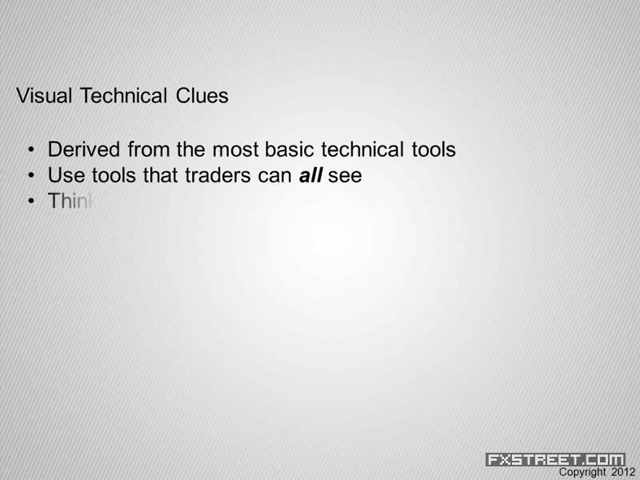 Visual Technical Clues
• Derived from the most basic technical tools
• Use tools that traders can all see
• Think
FXSTREET.COM
Copyright 2012